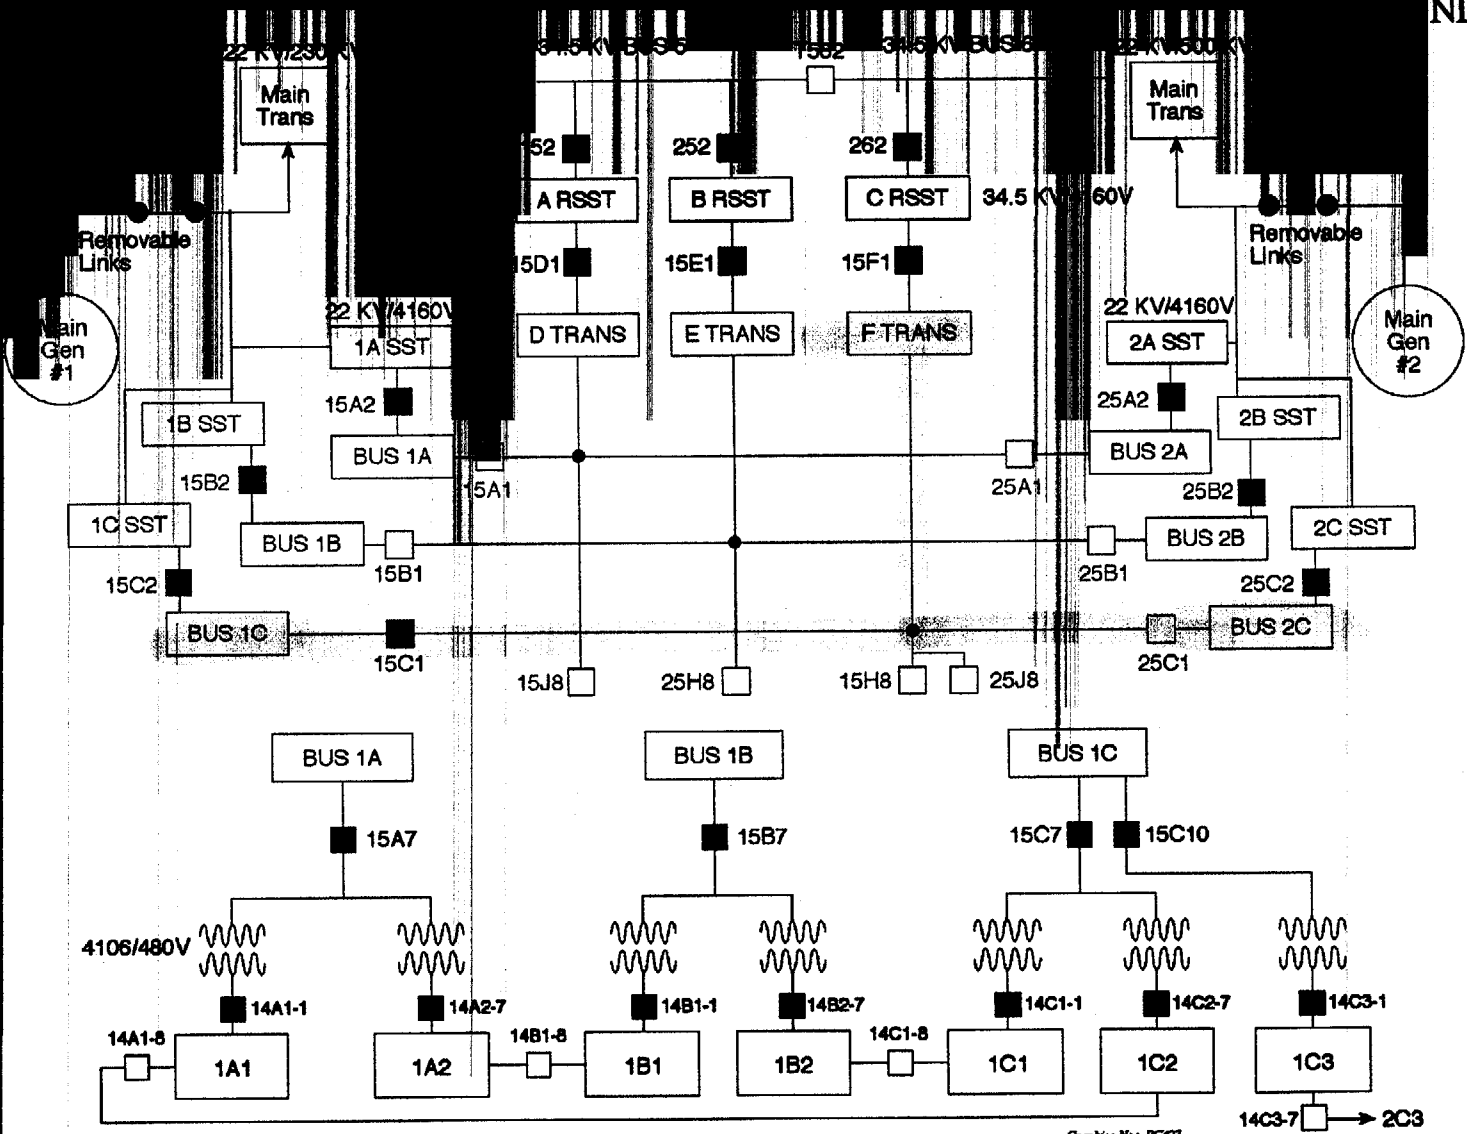 22 KV/230 KV
34.5 KV BUS 5
34.5 KV BUS 6
22 KV/500 KV
Main
Trans
Main
Trans
252
262
A RSST
B RSST
C RSST
34.5 KV
60V
Removable
Links
Removable
Links
15D1
15E1
15F1
22 KV/4160V
22 KV/4160V
Main
Gen
#1
Main
Gen
#2
1A SST
D TRANS
E TRANS
F TRANS
2A SST
15A2
25A2
1B SST
2B SST
BUS 1A
BUS 2A
15B2
15A1
25A1
25B2
1C SST
2C SST
BUS 1B
BUS 2B
15B1
25B1
15C2
25C2
BUS 1C
BUS 2C
15C1
25C1
15J8
25H8
15H8
25J8
BUS 1A
BUS 1B
BUS 1C
15A7
15B7
15C7
15C10
4106/480V
14A1-1
14A2-7
14B1-1
14B2-7
14C1-1
14C2-7
14C3-1
14A1-8
14B1-8
14C1-8
1A1
1A2
1B1
1B2
1C1
1C2
1C3
14C3-7
2C3